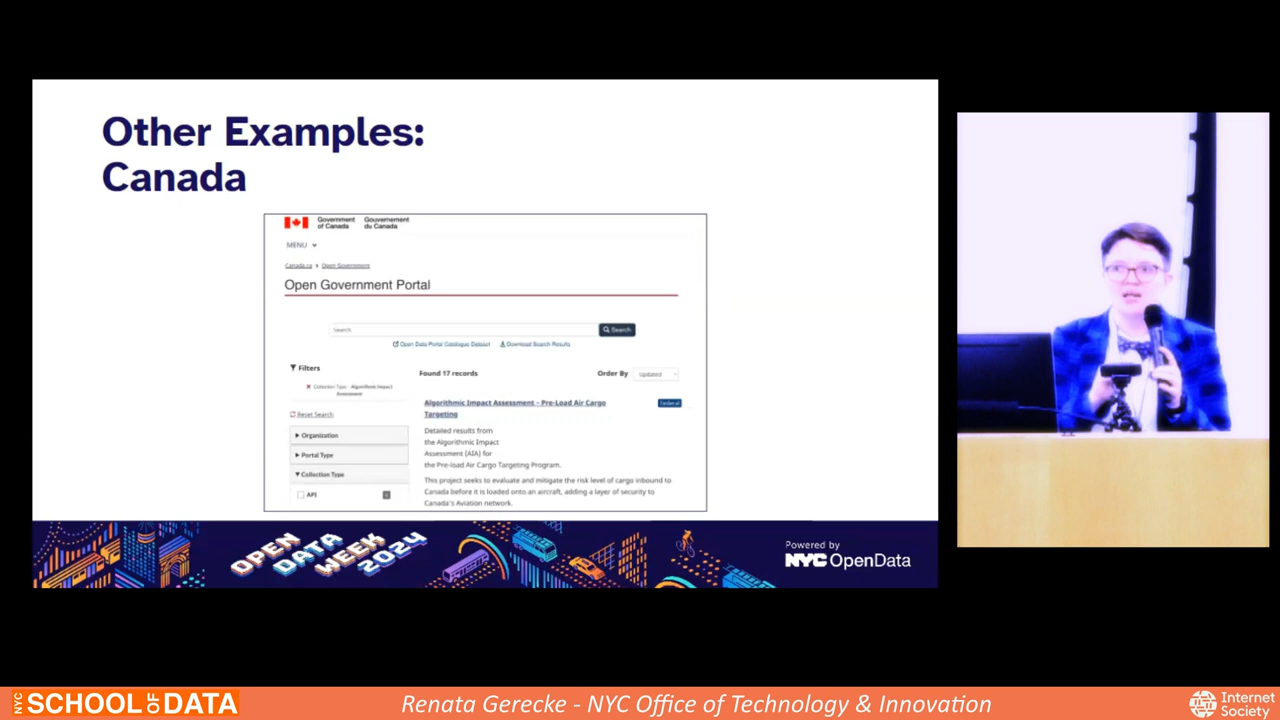 Other Examples:
Canada
Government
of Canada
Gouvernement
du Canada
MENU
Canada.ca
Open Government
Open Government Portal
Search
Search
Open Data Portal Catalogue Dataset
Download Search Results
Filters
Found 17 records
Order By
Updated
Collection Type - Algorithmic Impact
Assessment
Reset Search
Algorithmic Impact Assessment - Pre-Load Air Cargo
Targeting
Federal
Organization
Portal Type
Collection Type
API
Detailed results from
the Algorithmic Impact
Assessment (AIA) for
the Pre-load Air Cargo Targeting Program.
This project seeks to evaluate and mitigate the risk level of cargo inbound to
Canada before it is loaded onto an aircraft, adding a layer of security to
Canada's Aviation network.
OPEN
DATA
WEEK
2024
Powered by
NYC OpenData
NYC SCHOOL OF DATA
Renata Gerecke - NYC Office of Technology & Innovation
Internet
Society